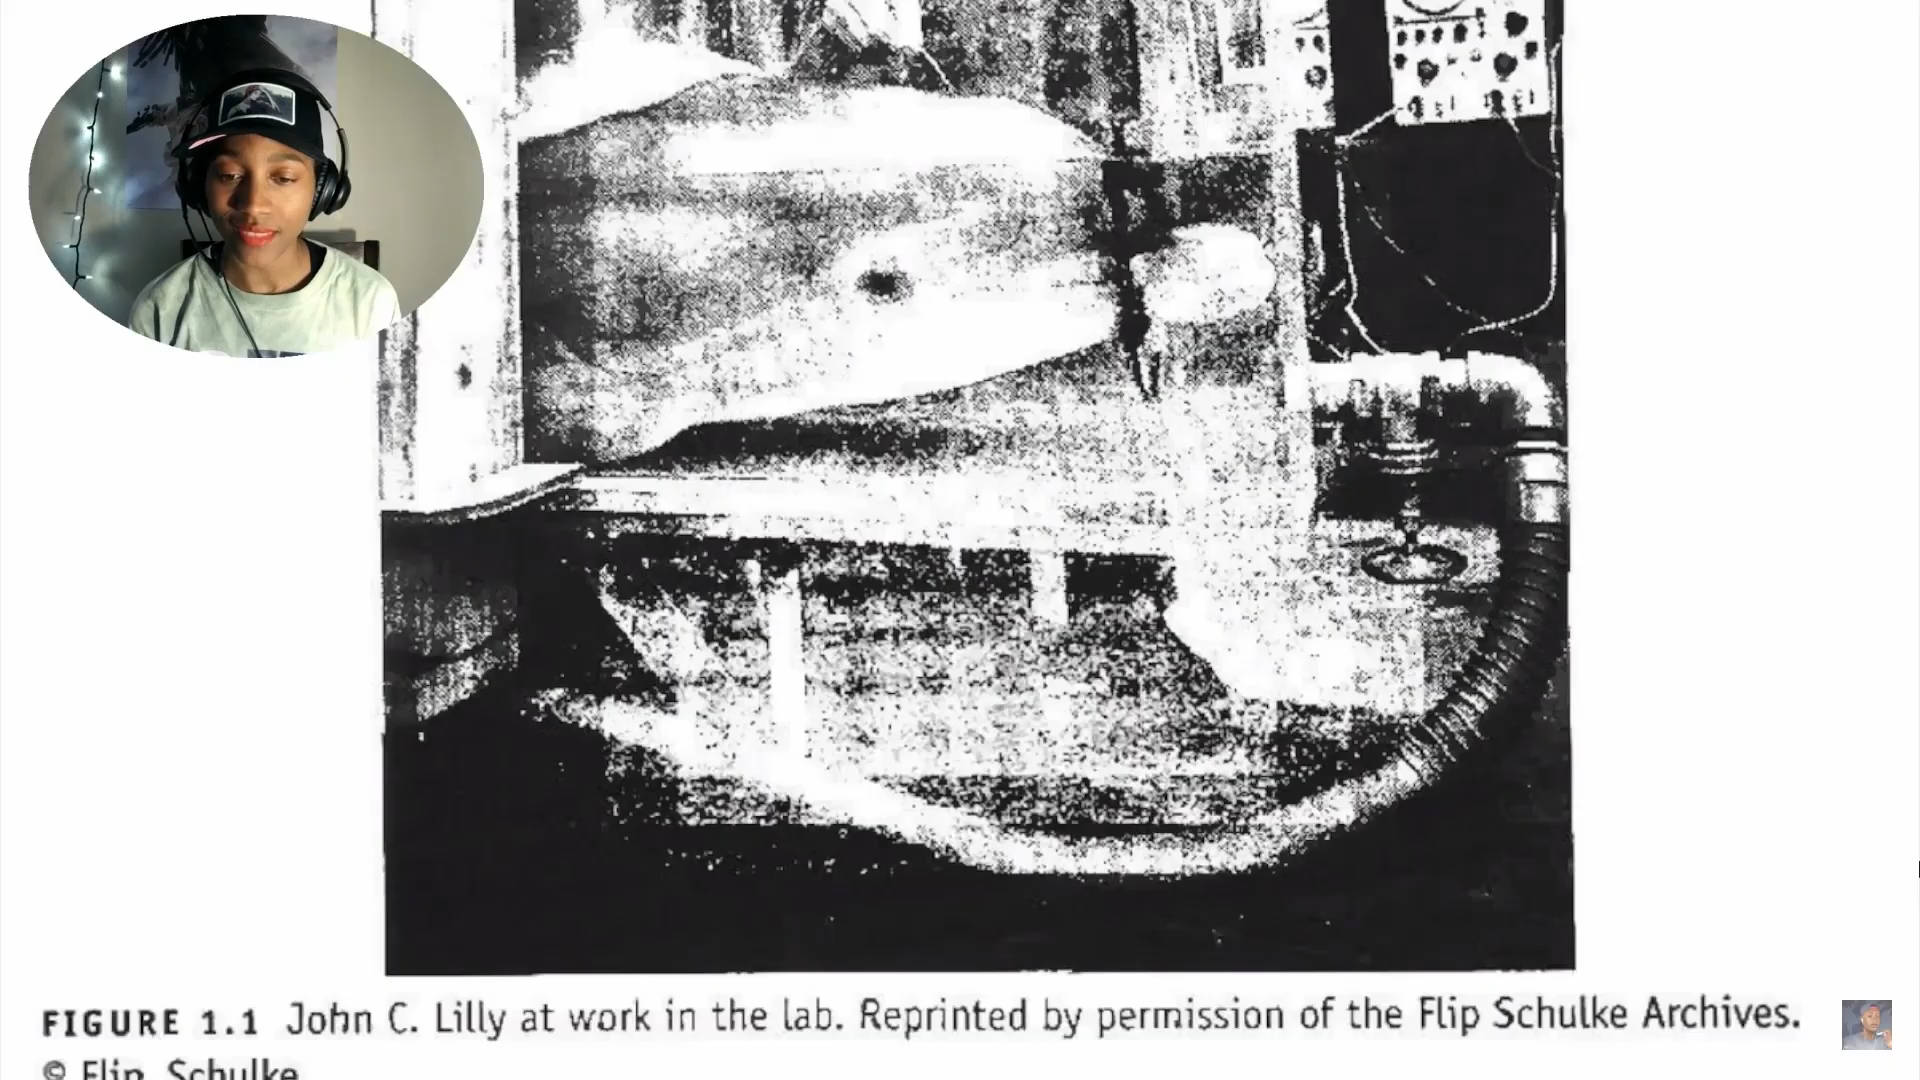 FIGURE 1.1 John C. Lilly at work in the lab. Reprinted by permission of the Flip Schulke Archives.
© Flip Schulke